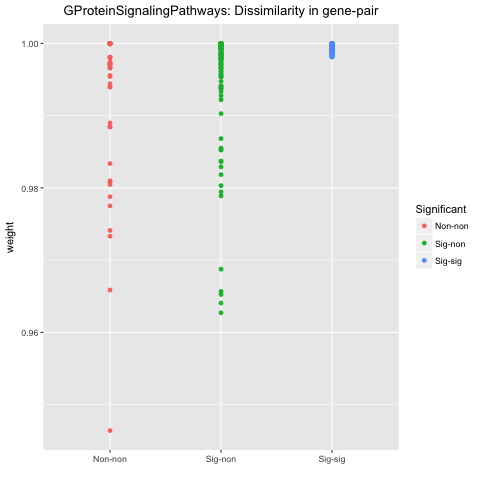 GProteinSignalingPathways: Dissimilarity in gene-pair
1.00
0.98
0.96
weight
Non-non
Sig-non
Sig-sig
Significant
Non-non
Sig-non
Sig-sig